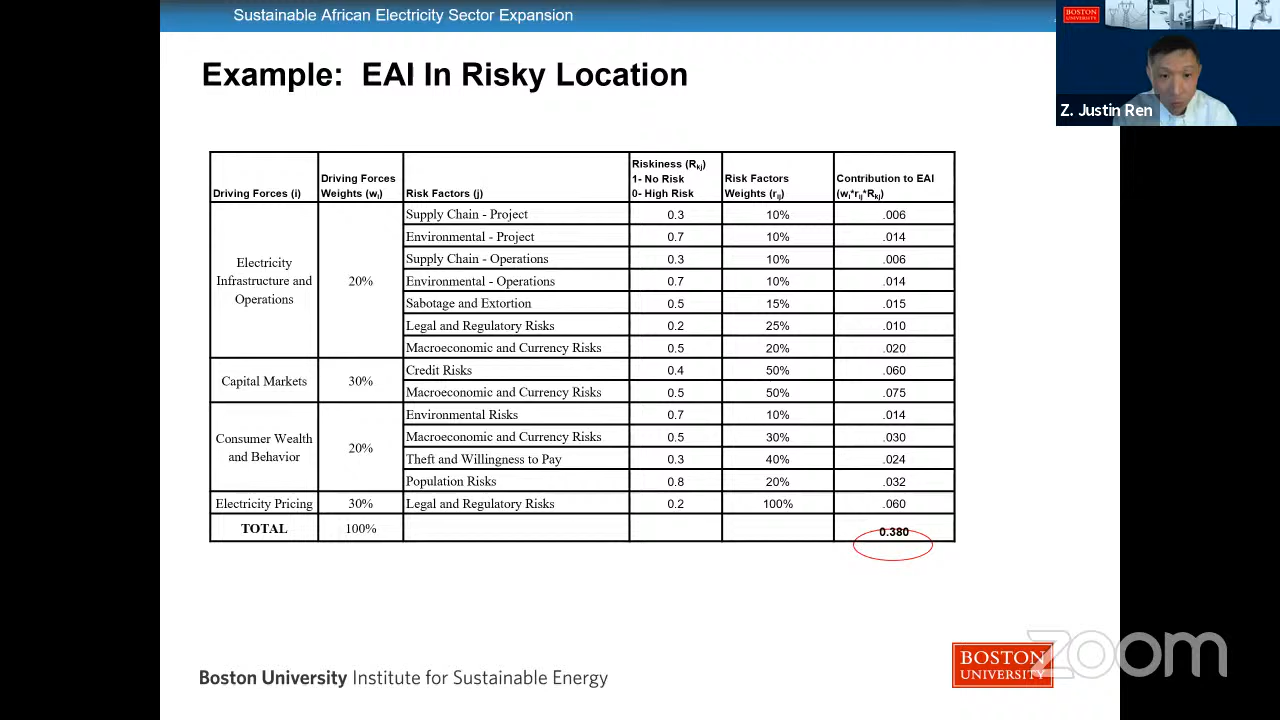 Sustainable African Electricity Sector Expansion
BOSTON
UNIVERSITY
Z. Justin Ren
Example: EAI In Risky Location
Driving Forces (i) Driving Forces Weights (wi) Risk Factors (j) Riskiness (Rkj) 1- No Risk 0- High Risk Risk Factors Weights (rij) Contribution to EAI (wi*rij*Rkj)
Electricity Infrastructure and Operations 20% Supply Chain - Project 0.3 10% .006
Environmental - Project 0.7 10% .014
Supply Chain - Operations 0.3 10% .006
Environmental - Operations 0.7 10% .014
Sabotage and Extortion 0.5 15% .015
Legal and Regulatory Risks 0.2 25% .010
Macroeconomic and Currency Risks 0.5 20% .020
Capital Markets 30% Credit Risks 0.4 50% .060
Macroeconomic and Currency Risks 0.5 50% .075
Consumer Wealth and Behavior 20% Environmental Risks 0.7 10% .014
Macroeconomic and Currency Risks 0.5 30% .030
Theft and Willingness to Pay 0.3 40% .024
Population Risks 0.8 20% .032
Electricity Pricing 30% Legal and Regulatory Risks 0.2 100% .060
TOTAL 100% 0.380
Boston University Institute for Sustainable Energy
BOSTON
UNIVERSITY
zoom